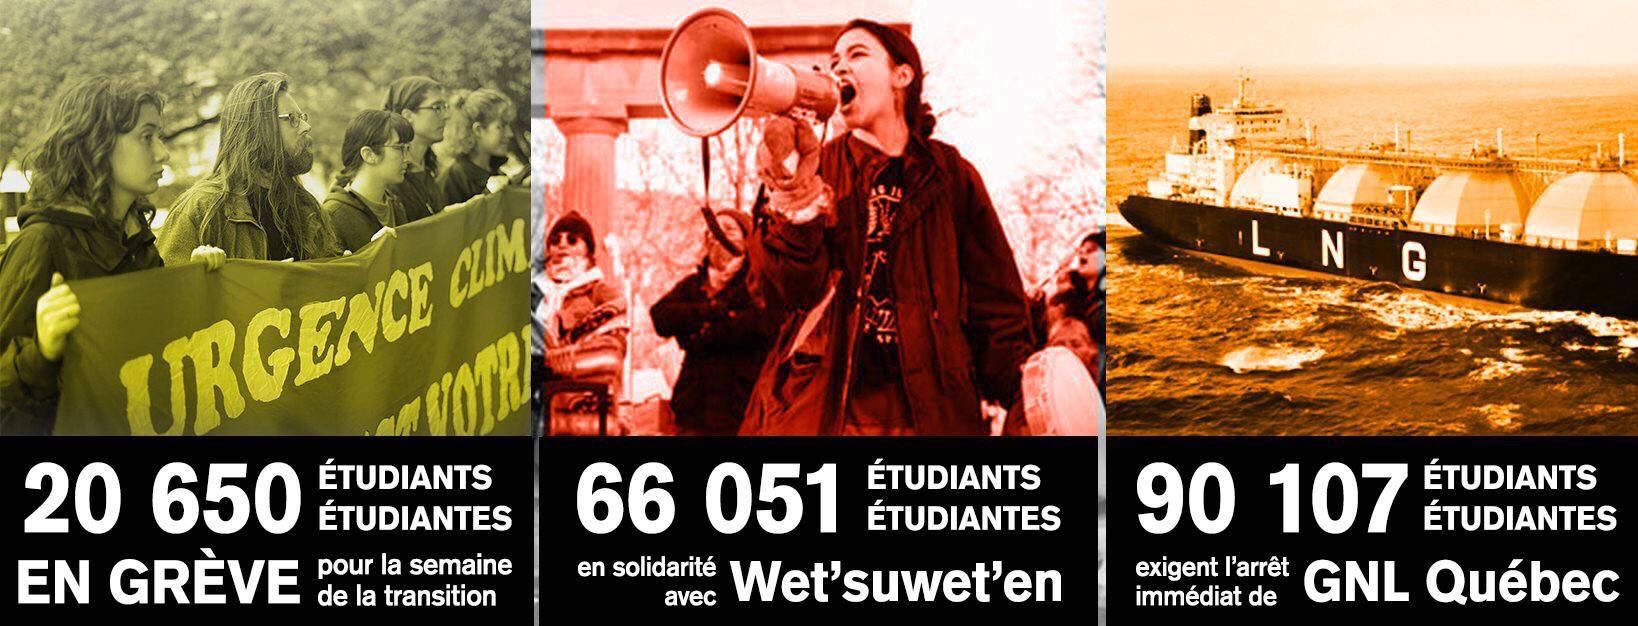 URGENCE CLIM
VOTR
L N G
20 650 ÉTUDIANTS
ÉTUDIANTES
EN GRÈVE pour la semaine
de la transition
66 051 ÉTUDIANTS
ÉTUDIANTES
en solidarité
avec Wet’suwet’en
90 107 ÉTUDIANTS
ÉTUDIANTES
exigent l’arrêt
immédiat de GNL Québec